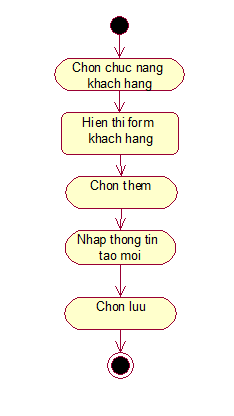 Chon chuc nang
khach hang
Hien thi form
khach hang
Chon them
Nhap thong tin
tao moi
Chon luu